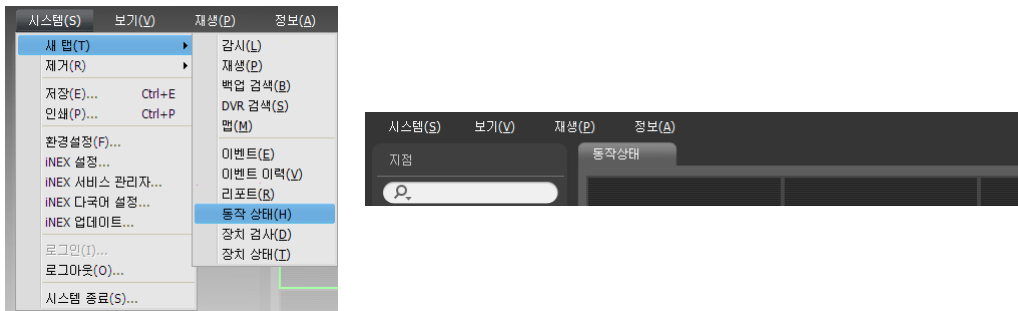 시스템(S) 보기(V) 재생(P) 정보(A)
새 탭(T)
제거(R)
저장(E)... Ctrl+E
인쇄(P)... Ctrl+P
환경설정(F)...
iNEX 설정...
iNEX 서비스 관리자...
iNEX 다국어 설정...
iNEX 업데이트...
로그인(I)...
로그아웃(O)...
시스템 종료(S)...
감시(L)
재생(P)
백업 검색(B)
DVR 검색(S)
맵(M)
이벤트(E)
이벤트 이력(V)
리포트(R)
동작 상태(H)
장치 검사(D)
장치 상태(T)
시스템(S) 보기(V) 재생(P) 정보(A)
지점
동작상태